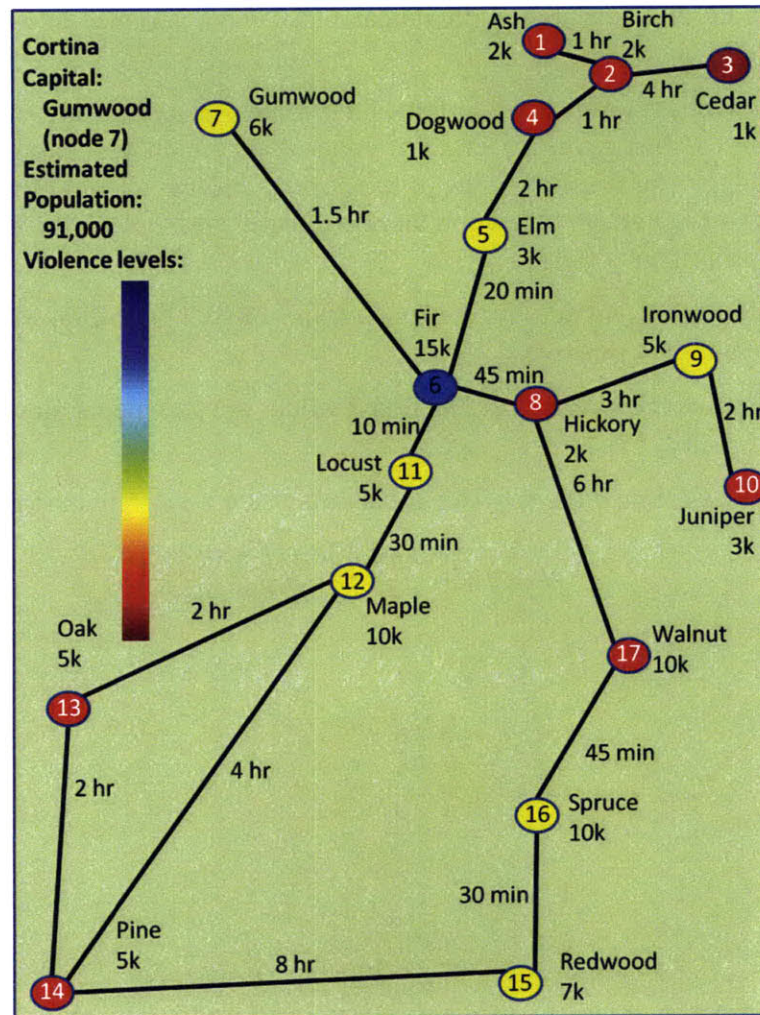 Cortina
Capital:
Gumwood
(node 7)
Estimated
Population:
91,000
Violence levels:
Ash
2k
1
1 hr
Birch
2k
2
4 hr
3
Cedar
1k
7
Gumwood
6k
Dogwood
1k
4
1 hr
2 hr
1.5 hr
5
Elm
3k
20 min
Fir
15k
6
45 min
8
Hickory
2k
3 hr
Ironwood
5k
9
2 hr
10
Juniper
3k
10 min
Locust
5k
11
6 hr
30 min
12
Maple
10k
2 hr
Oak
5k
13
17
Walnut
10k
2 hr
4 hr
45 min
16
Spruce
10k
30 min
Pine
5k
14
8 hr
15
Redwood
7k